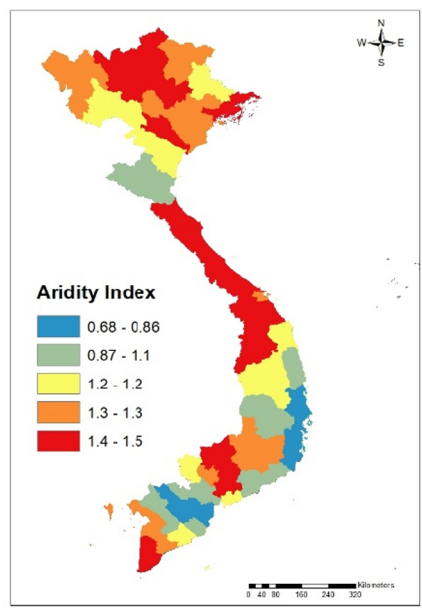 N
W E
S
Aridity Index
0.68 - 0.86
0.87 - 1.1
1.2 - 1.2
1.3 - 1.3
1.4 - 1.5
Kilometers
0 40 80 160 240 320